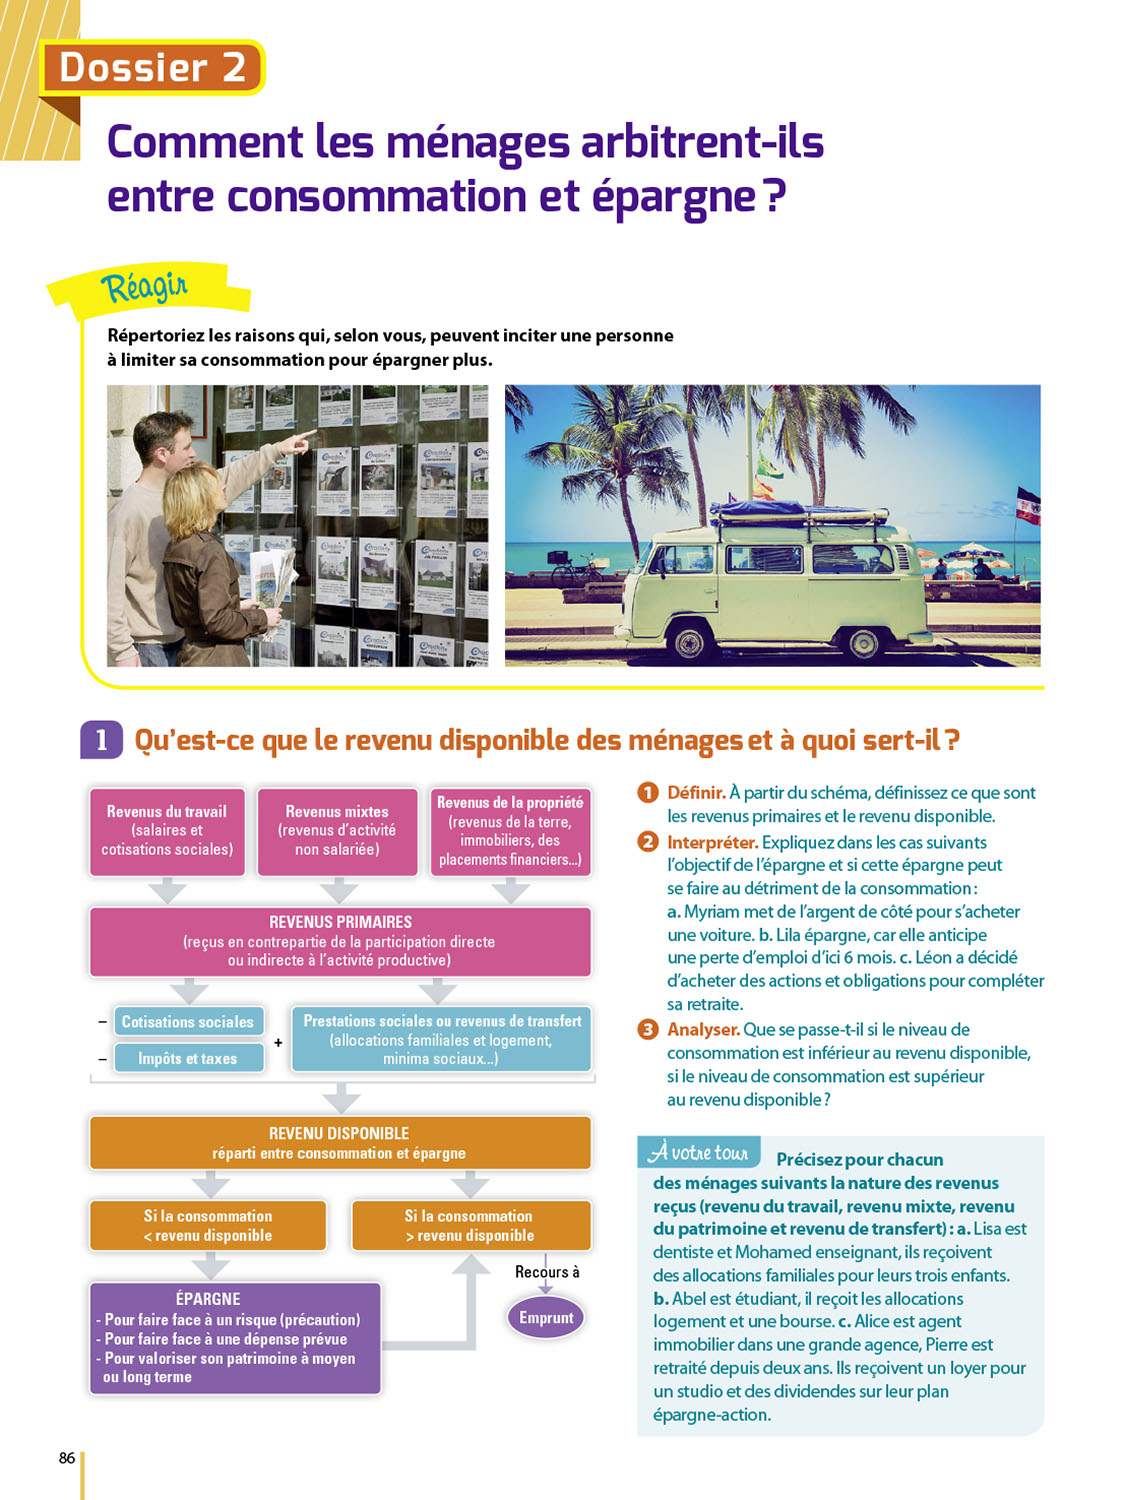 Dossier 2
Comment les ménages arbitrent-ils
entre consommation et épargne ?
Réagir
Répertoriez les raisons qui, selon vous, peuvent inciter une personne
à limiter sa consommation pour épargner plus.
1 Qu'est-ce que le revenu disponible des ménages et à quoi sert-il ?
Revenus du travail
(salaires et
cotisations sociales)
Revenus mixtes
(revenus d'activité
non salariée)
Revenus de la propriété
(revenus de la terre,
immobiliers, des
placements financiers...)
REVENUS PRIMAIRES
(reçus en contrepartie de la participation directe
ou indirecte à l'activité productive)
– Cotisations sociales
– Impôts et taxes
+
Prestations sociales ou revenus de transfert
(allocations familiales et logement,
minima sociaux...)
REVENU DISPONIBLE
réparti entre consommation et épargne
Si la consommation
< revenu disponible
Si la consommation
> revenu disponible
Recours à
Emprunt
ÉPARGNE
- Pour faire face à un risque (précaution)
- Pour faire face à une dépense prévue
- Pour valoriser son patrimoine à moyen
ou long terme
1 Définir. À partir du schéma, définissez ce que sont
les revenus primaires et le revenu disponible.
2 Interpréter. Expliquez dans les cas suivants
l'objectif de l'épargne et si cette épargne peut
se faire au détriment de la consommation :
a. Myriam met de l'argent de côté pour s'acheter
une voiture. b. Lila épargne, car elle anticipe
une perte d'emploi d'ici 6 mois. c. Léon a décidé
d'acheter des actions et obligations pour compléter
sa retraite.
3 Analyser. Que se passe-t-il si le niveau de
consommation est inférieur au revenu disponible,
si le niveau de consommation est supérieur
au revenu disponible ?
À votre tour
Précisez pour chacun
des ménages suivants la nature des revenus
reçus (revenu du travail, revenu mixte, revenu
du patrimoine et revenu de transfert) : a. Lisa est
dentiste et Mohamed enseignant, ils reçoivent
des allocations familiales pour leurs trois enfants.
b. Abel est étudiant, il reçoit les allocations
logement et une bourse. c. Alice est agent
immobilier dans une grande agence, Pierre est
retraité depuis deux ans. Ils reçoivent un loyer pour
un studio et des dividendes sur leur plan
épargne-action.
86